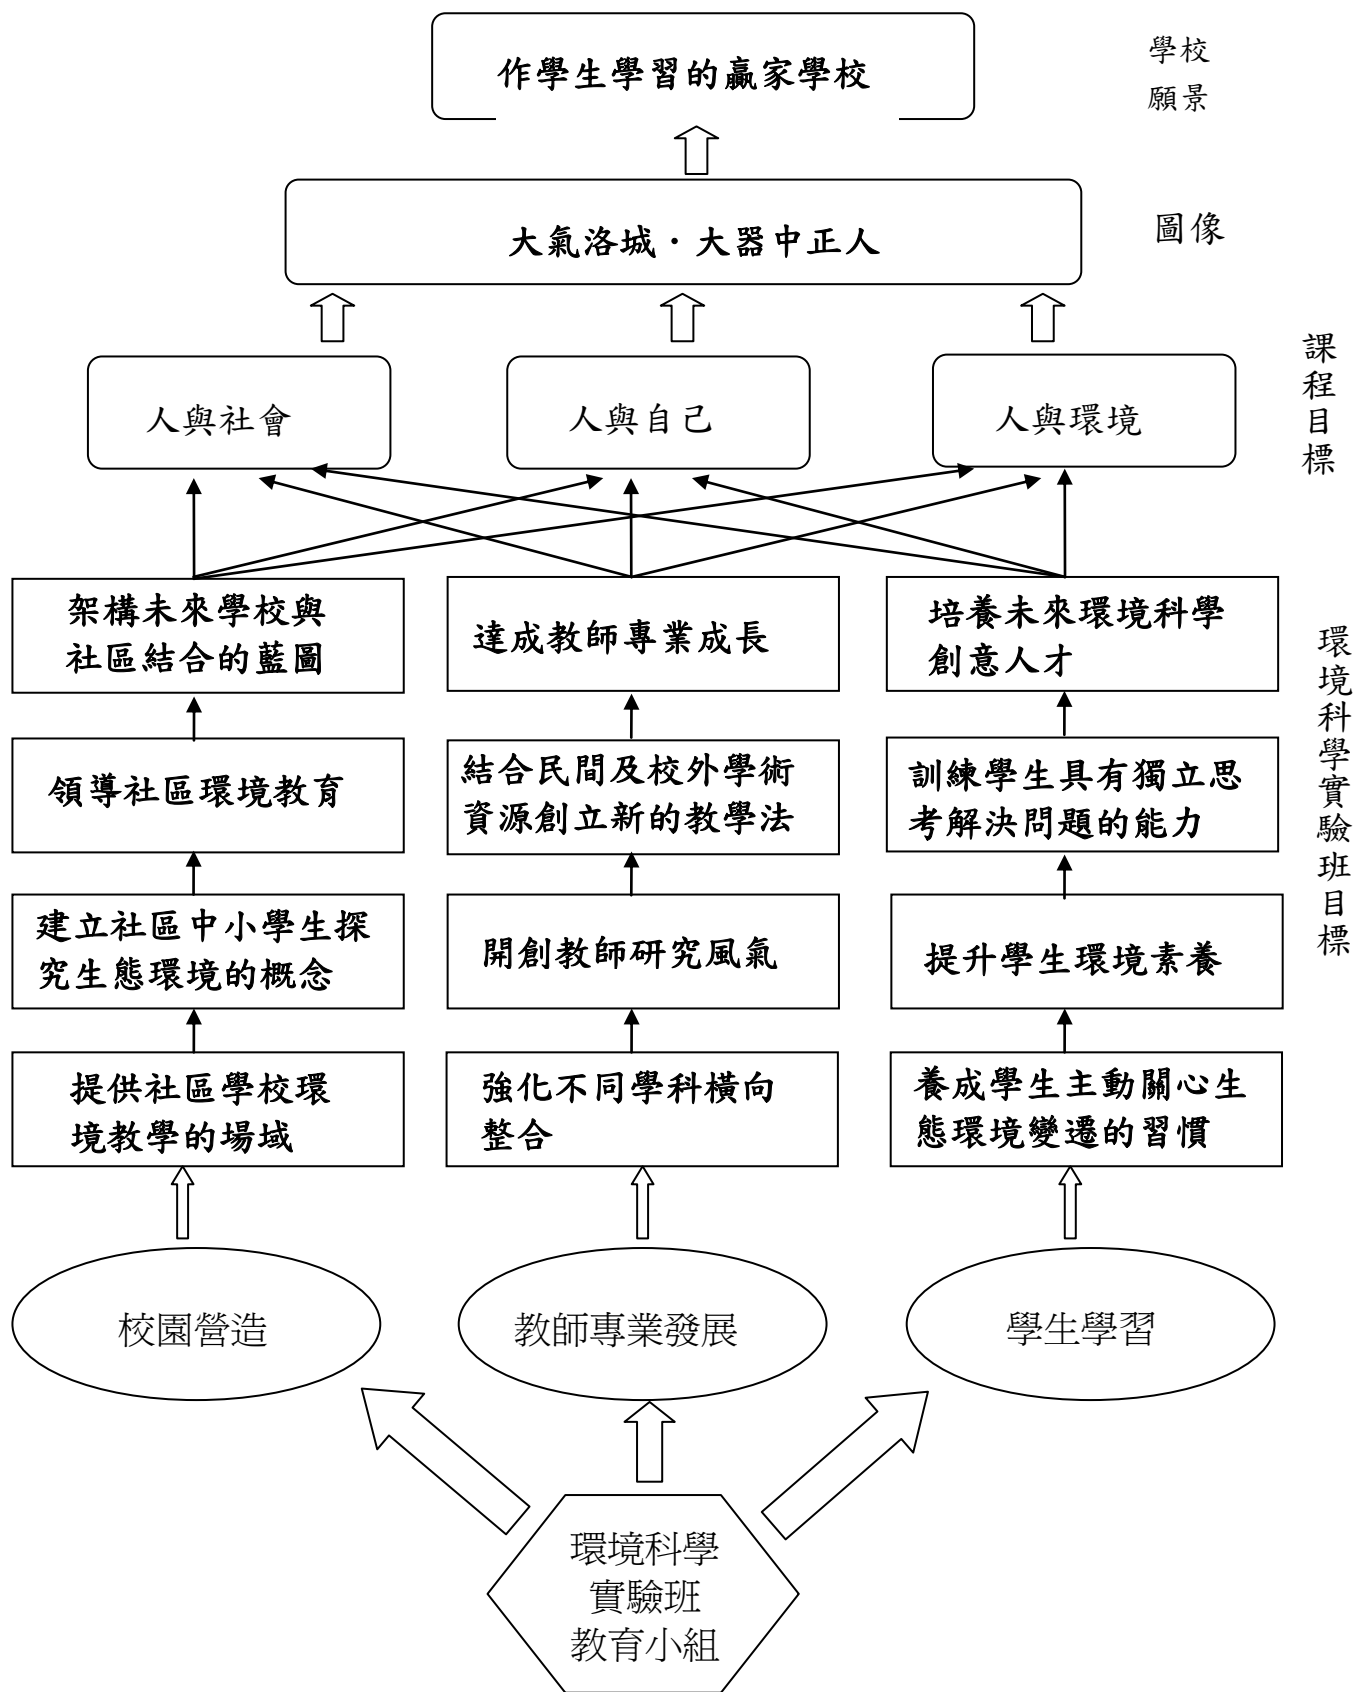 作學生學習的贏家學校
學校
願景
大氣洛城．大器中正人
圖像
人與社會
人與自己
人與環境
課程目標
架構未來學校與
社區結合的藍圖
達成教師專業成長
培養未來環境科學
創意人才
環境科學實驗班目標
領導社區環境教育
結合民間及校外學術
資源創立新的教學法
訓練學生具有獨立思
考解決問題的能力
建立社區中小學生探
究生態環境的概念
開創教師研究風氣
提升學生環境素養
提供社區學校環
境教學的場域
強化不同學科橫向
整合
養成學生主動關心生
態環境變遷的習慣
校園營造
教師專業發展
學生學習
環境科學
實驗班
教育小組